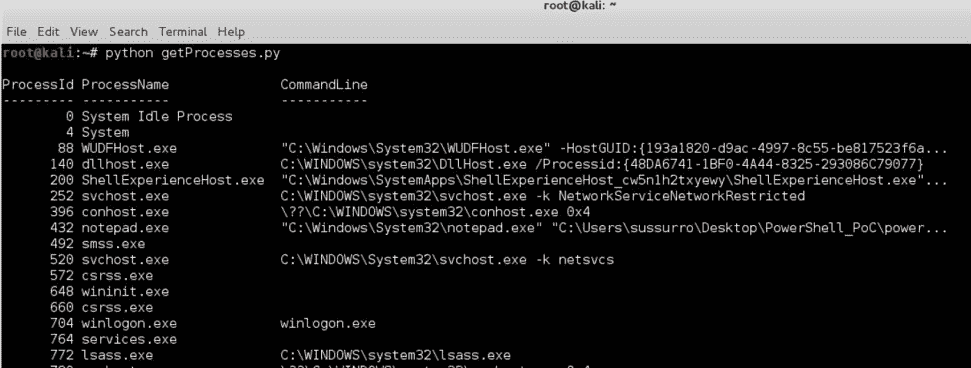 root@kali: ~
File Edit View Search Terminal Help
root@kali:~# python getProcesses.py
ProcessId ProcessName CommandLine
--------- ----------- -----------
0 System Idle Process
4 System
88 WUDFHost.exe "C:\Windows\System32\WUDFHost.exe" -HostGUID:{193a1820-d9ac-4997-8c55-be817523f6a...
140 dllhost.exe C:\WINDOWS\system32\DllHost.exe /Processid:{48DA6741-1BF0-4A44-8325-293086C79077}
200 ShellExperienceHost.exe "C:\Windows\SystemApps\ShellExperienceHost_cw5n1h2txyewy\ShellExperienceHost.exe"...
252 svchost.exe C:\WINDOWS\System32\svchost.exe -k NetworkServiceNetworkRestricted
396 conhost.exe \??\C:\WINDOWS\system32\conhost.exe 0x4
432 notepad.exe "C:\Windows\System32\notepad.exe" "C:\Users\sussurro\Desktop\PowerShell_PoC\power...
492 smss.exe
520 svchost.exe C:\WINDOWS\System32\svchost.exe -k netsvcs
572 csrss.exe
648 wininit.exe
660 csrss.exe
704 winlogon.exe winlogon.exe
764 services.exe
772 lsass.exe C:\WINDOWS\system32\lsass.exe